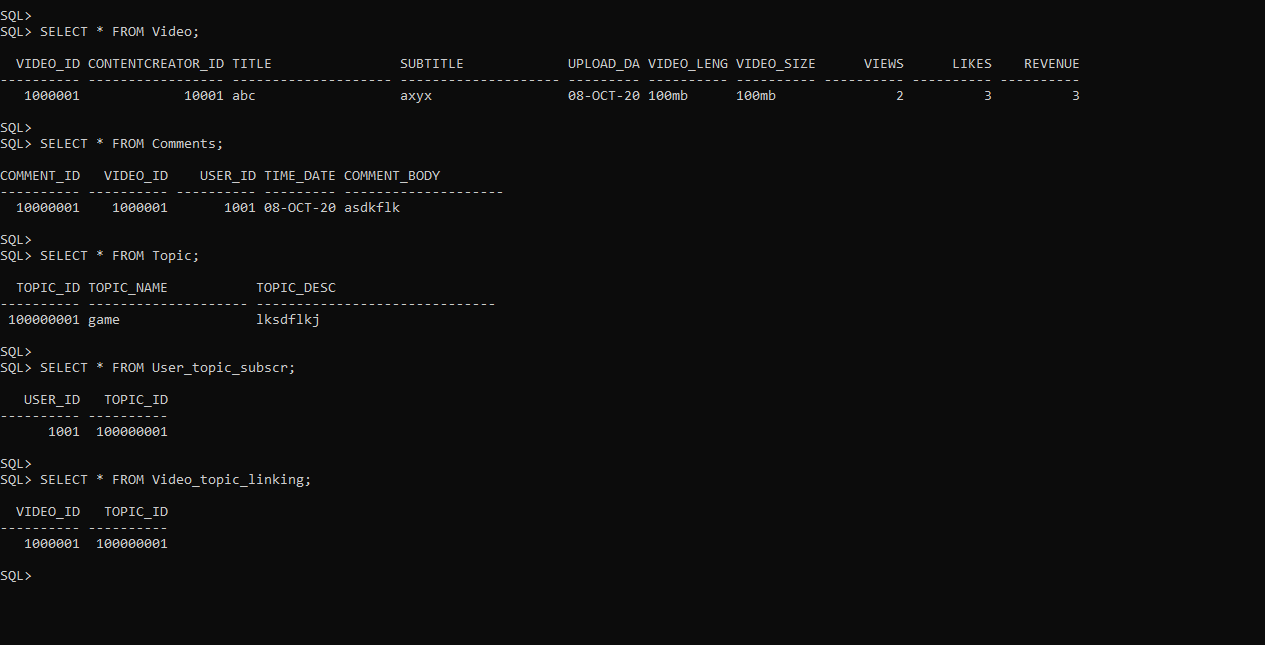 SQL>
SQL> SELECT * FROM Video;
  VIDEO_ID CONTENTCREATOR_ID TITLE                SUBTITLE             UPLOAD_DA VIDEO_LENG VIDEO_SIZE      VIEWS      LIKES    REVENUE
---------- ----------------- -------------------- -------------------- --------- ---------- ---------- ---------- ---------- ----------
   1000001             10001 abc                  axyx                 08-OCT-20 100mb      100mb               2          3          3
SQL>
SQL> SELECT * FROM Comments;
COMMENT_ID   VIDEO_ID    USER_ID TIME_DATE COMMENT_BODY
---------- ---------- ---------- --------- --------------------
  10000001    1000001       1001 08-OCT-20 asdkflk
SQL>
SQL> SELECT * FROM Topic;
  TOPIC_ID TOPIC_NAME           TOPIC_DESC
---------- -------------------- ------------------------------
 100000001 game                 lksdflkj
SQL>
SQL> SELECT * FROM User_topic_subscr;
   USER_ID   TOPIC_ID
---------- ----------
      1001  100000001
SQL>
SQL> SELECT * FROM Video_topic_linking;
  VIDEO_ID   TOPIC_ID
---------- ----------
   1000001  100000001
SQL>